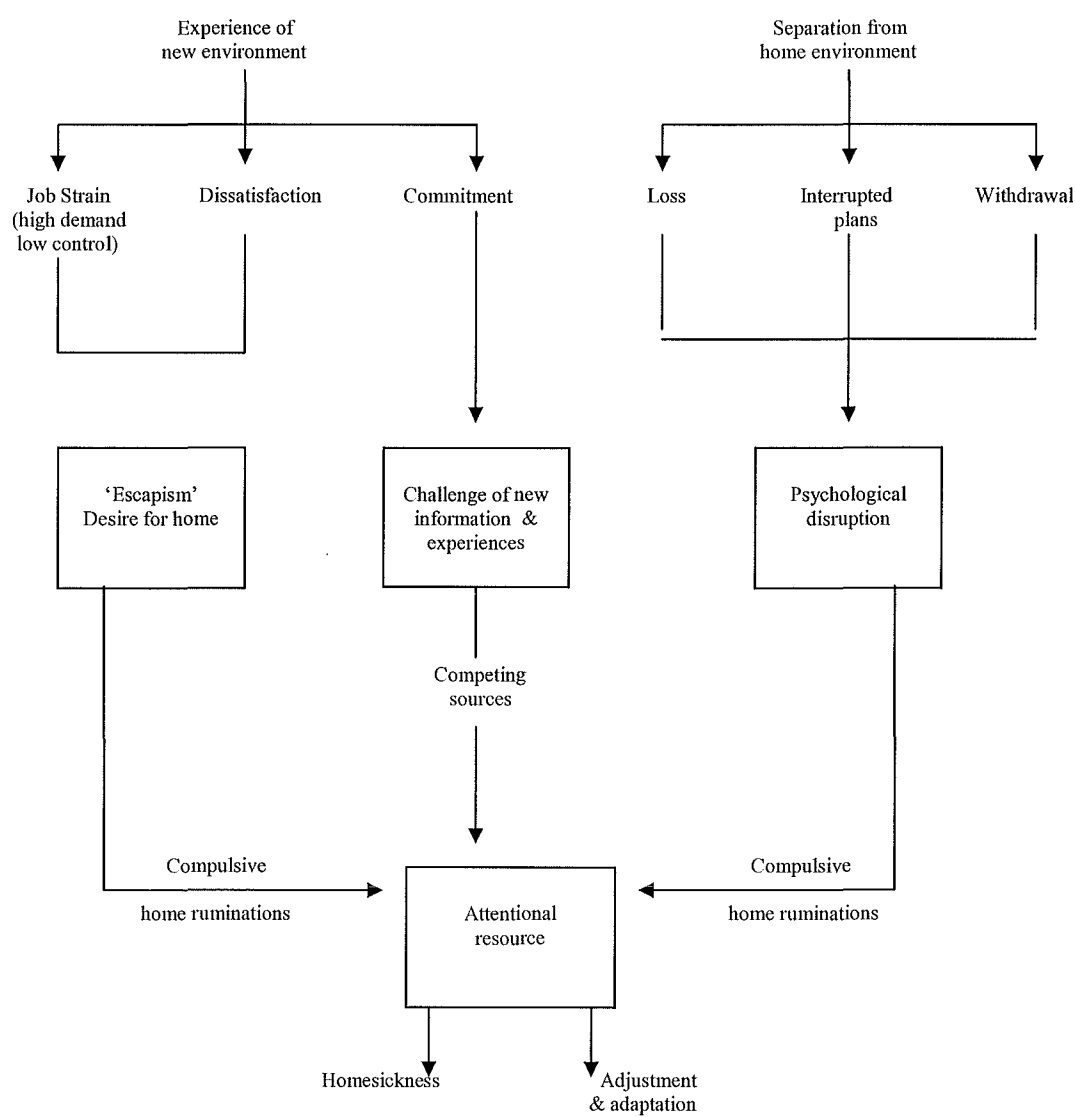 Experience of
new environment
Separation from
home environment
Job Strain
(high demand
low control)
Dissatisfaction
Commitment
Loss
Interrupted
plans
Withdrawal
‘Escapism’
Desire for home
Challenge of new
information &
experiences
Psychological
disruption
Competing
sources
Compulsive
home ruminations
Compulsive
home ruminations
Attentional
resource
Homesickness
Adjustment
& adaptation